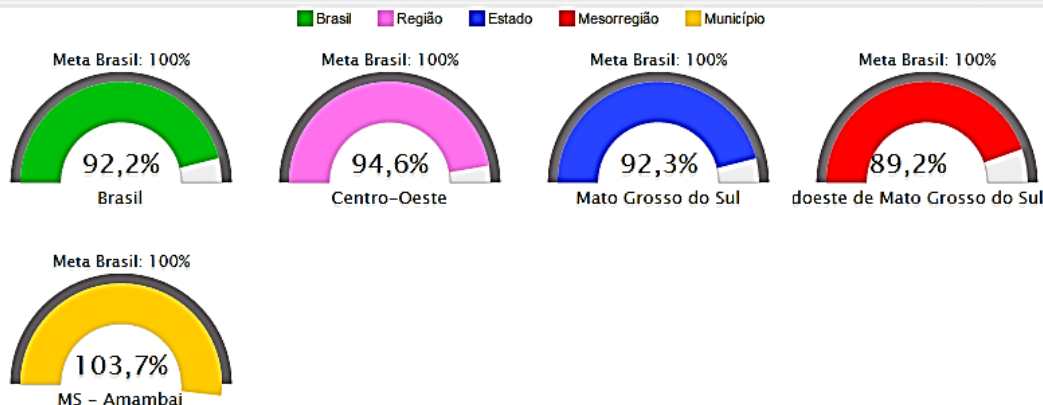 Brasil Região Estado Mesorregião Município
Meta Brasil: 100% Meta Brasil: 100% Meta Brasil: 100% Meta Brasil: 100%
92,2% 94,6% 92,3% 89,2%
Brasil Centro-Oeste Mato Grosso do Sul doeste de Mato Grosso do Sul
Meta Brasil: 100%
103,7%
MS - Amambai